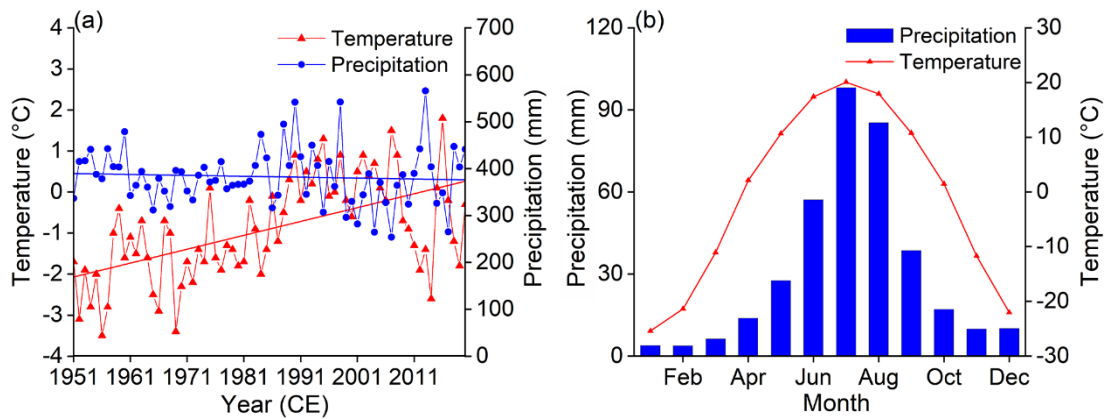 (a)
Temperature
Precipitation
4
3
2
1
0
-1
-2
-3
-4
Temperature (°C)
700
600
500
400
300
200
100
0
Precipitation (mm)
1951 1961 1971 1981 1991 2001 2011
Year (CE)
(b)
Precipitation
Temperature
120
90
60
30
0
Precipitation (mm)
30
20
10
0
-10
-20
-30
Temperature (°C)
Feb Apr Jun Aug Oct Dec
Month